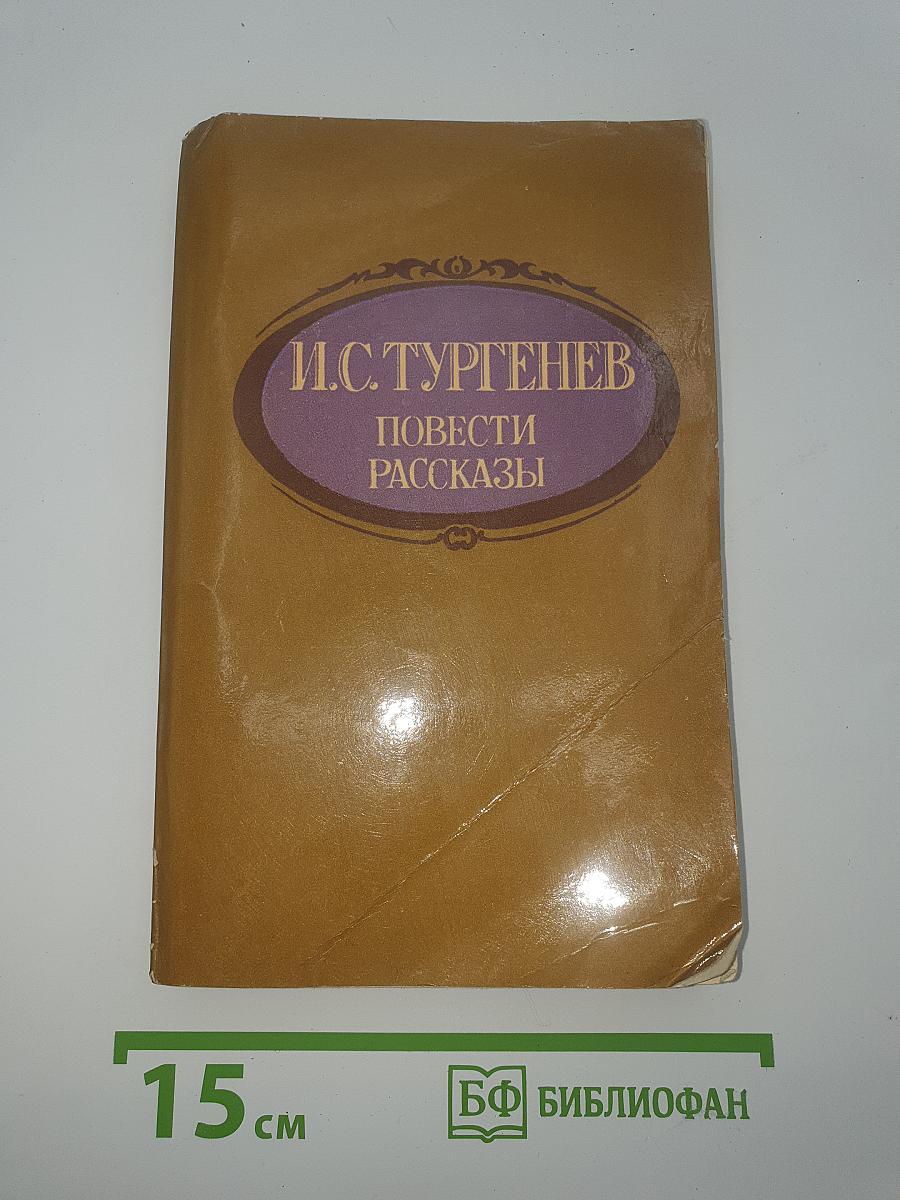 И.С.ТУРГЕНЕВ
ПОВЕСТИ
РАССКАЗЫ
15 см
БФ БИБЛИОФАН